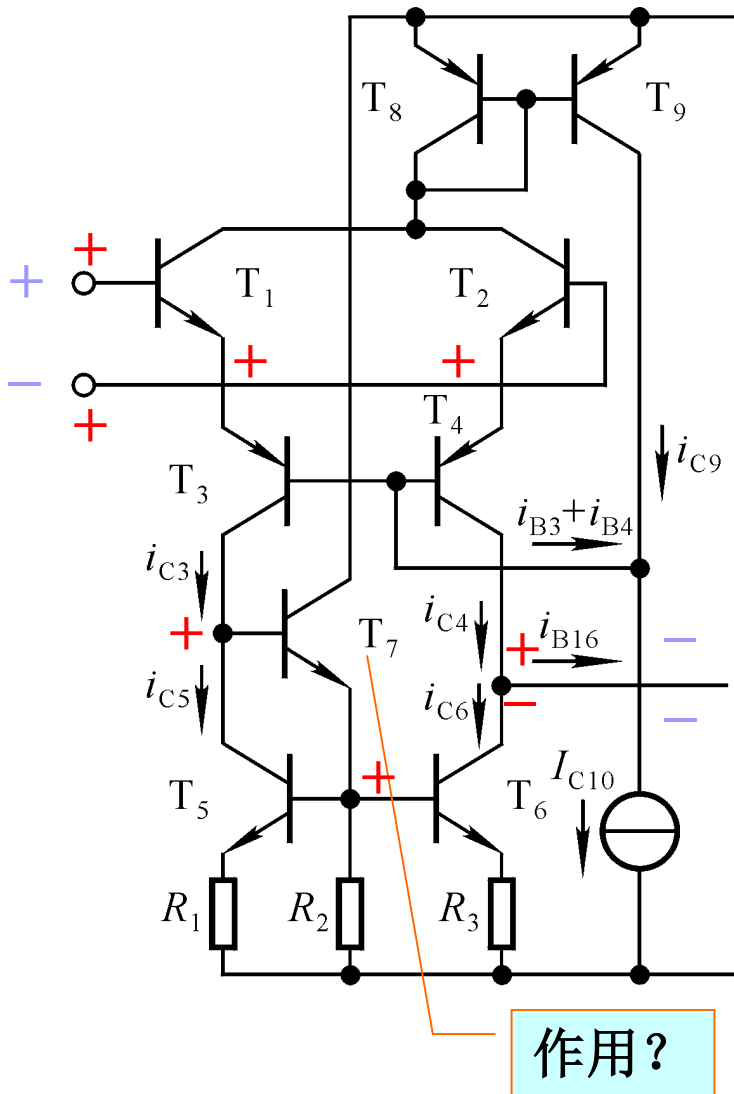 T8
T9
+
+
T1
T2
+
+
−
+
T4
T3
iC9
iB3+iB4
iC3
iC4
+
T7
+
iB16
−
iC5
iC6
−
−
+
IC10
T5
T6
R1
R2
R3
作用？